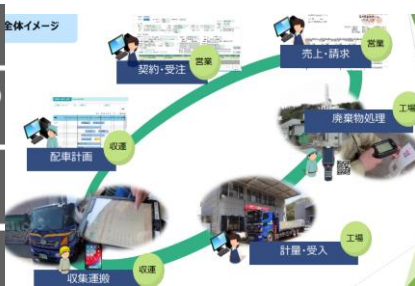 全体イメージ
契約・受注
営業
売上・請求
営業
配車計画
収運
廃棄物処理
工場
収集運搬
収運
計量・受入
工場